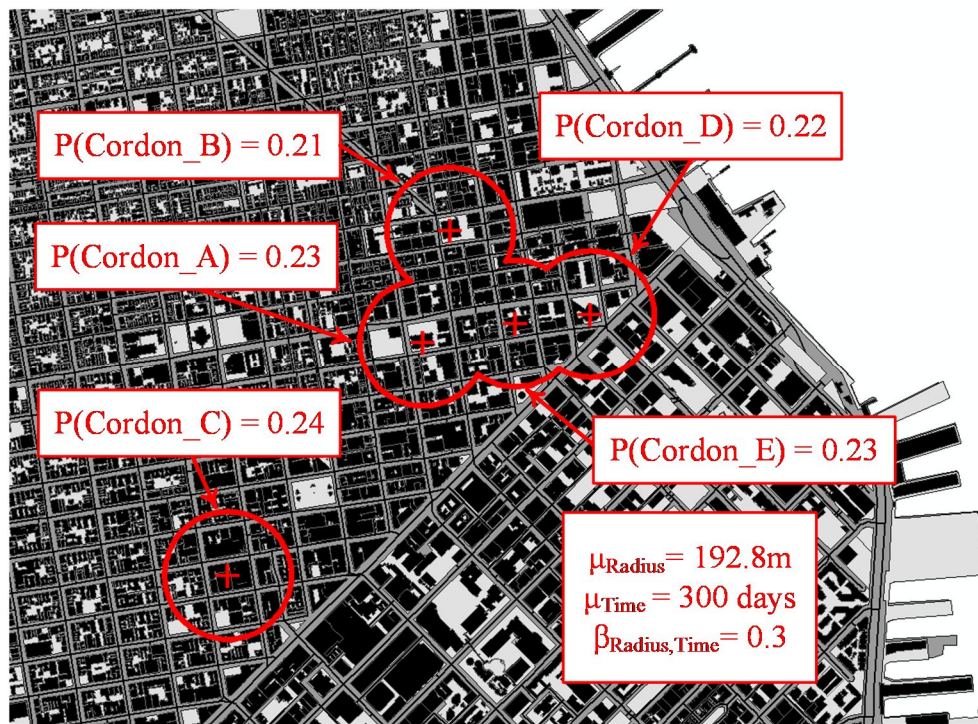 P(Cordon_B) = 0.21
P(Cordon_D) = 0.22
P(Cordon_A) = 0.23
P(Cordon_C) = 0.24
P(Cordon_E) = 0.23
μRadius= 192.8m
μTime = 300 days
βRadius,Time= 0.3